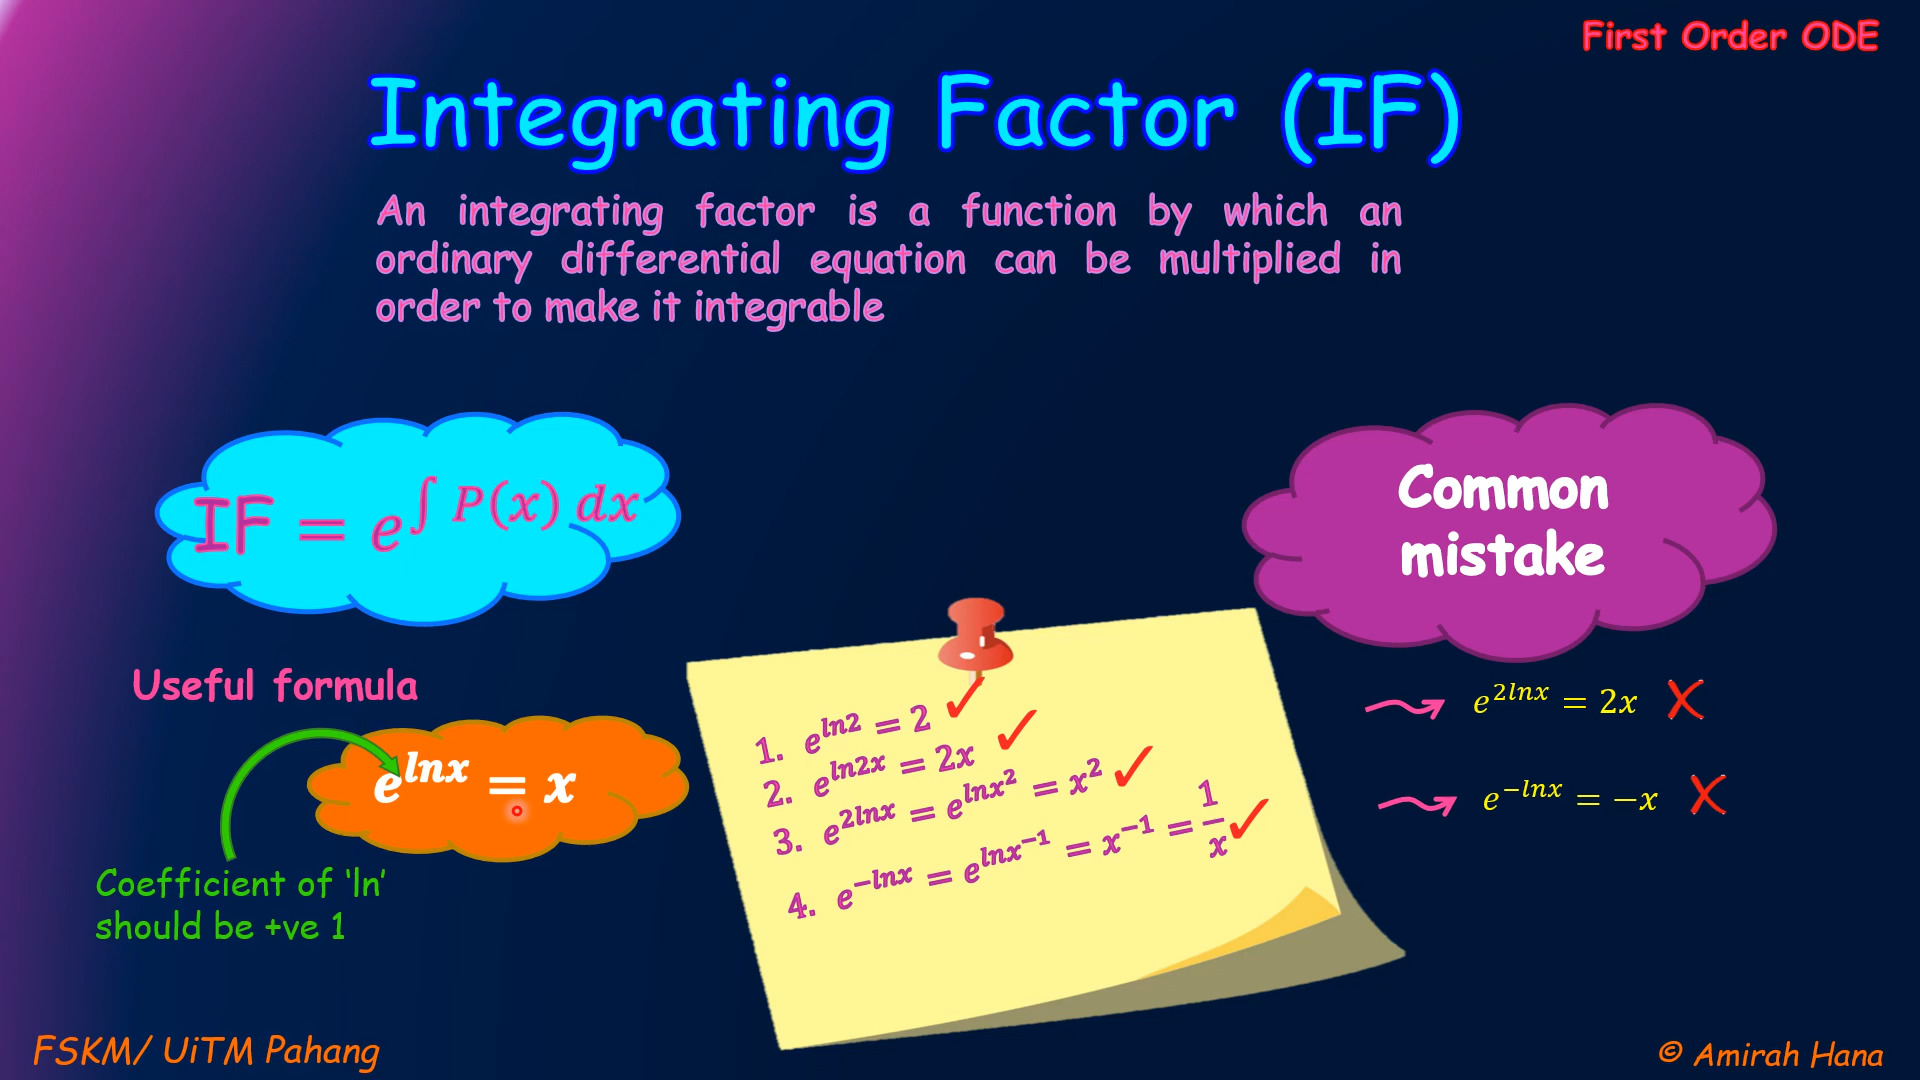 First Order ODE
Integrating Factor (IF)
An integrating factor is a function by which an
ordinary differential equation can be multiplied in
order to make it integrable
IF = e^{∫ P(x) dx}
Common
mistake
Useful formula
e^{lnx} = x
Coefficient of ‘ln’
should be +ve 1
1. e^{ln2} = 2 ✓
2. e^{ln2x} = 2x ✓
3. e^{2lnx} = e^{lnx^2} = x^2 ✓
4. e^{-lnx} = e^{lnx^{-1}} = x^{-1} = 1/x ✓
e^{2lnx} = 2x X
e^{-lnx} = -x X
FSKM/ UiTM Pahang
© Amirah Hana